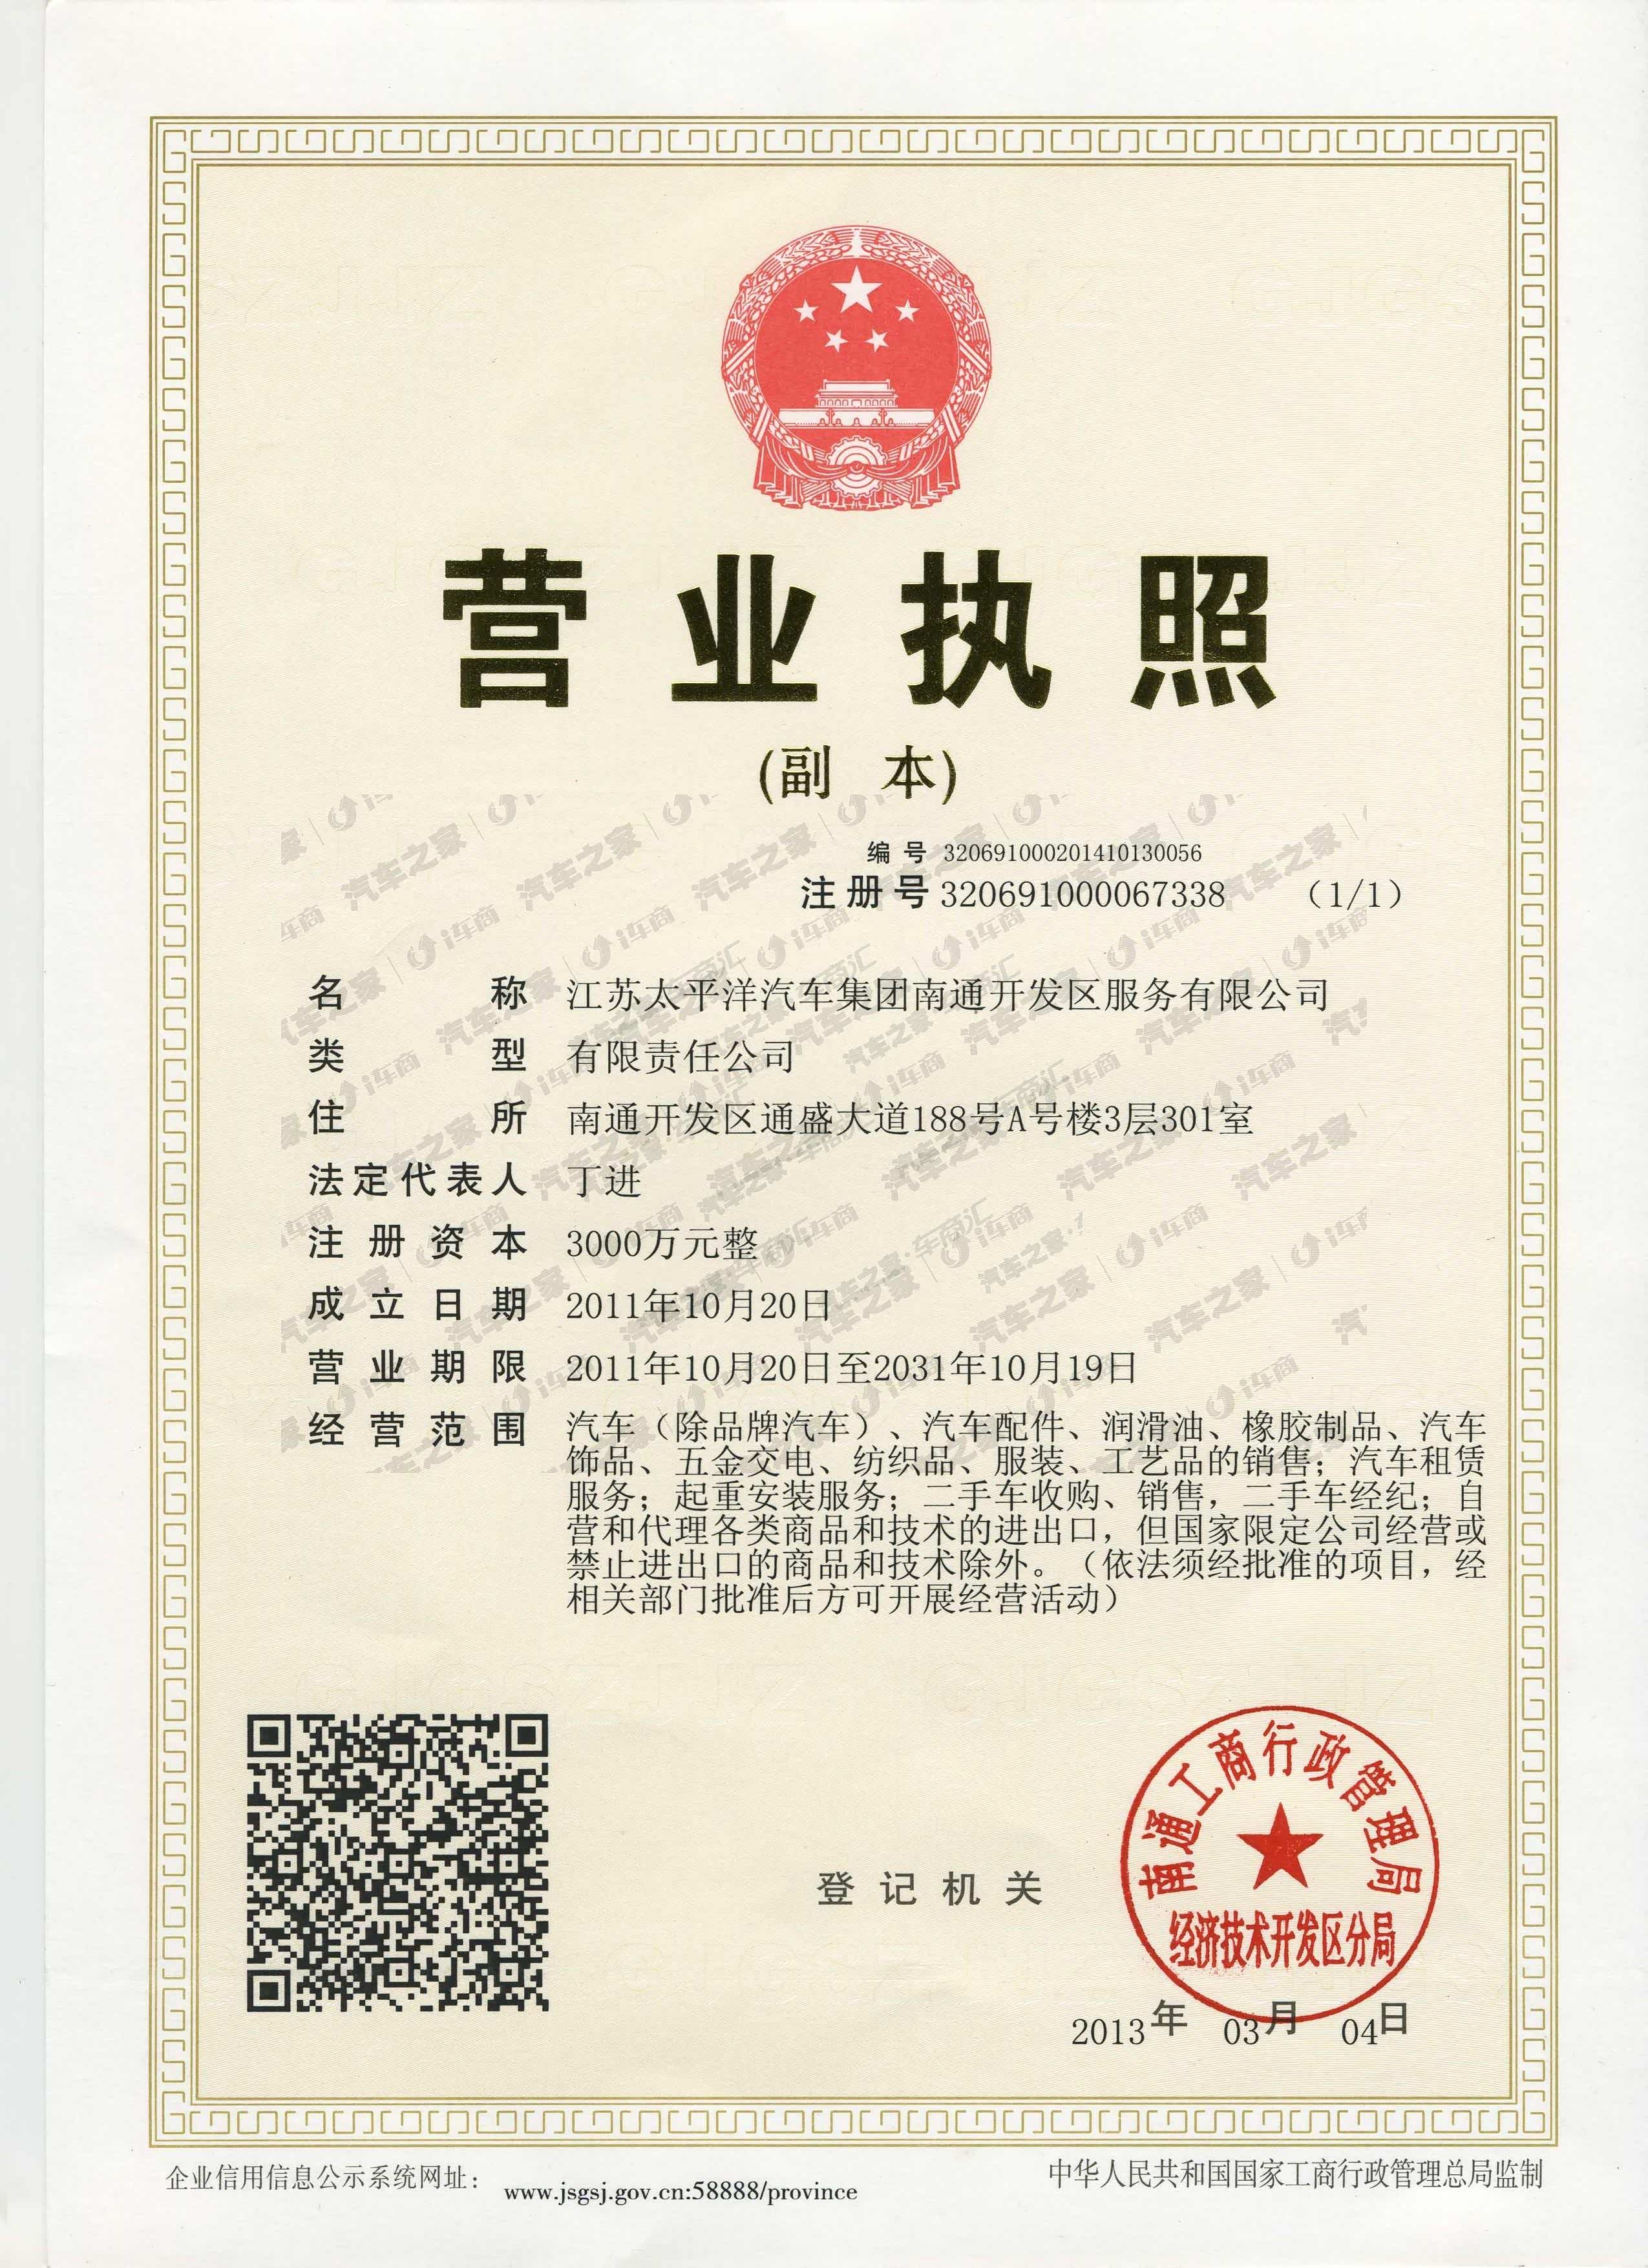 营业执照
(副 本)
编号 320691000201410130056
注册号 320691000067338 (1/1)
名称 江苏太平洋汽车集团南通开发区服务有限公司
类型 有限责任公司
住所 南通开发区通盛大道188号A号楼3层301室
法定代表人 丁进
注册资本 3000万元整
成立日期 2011年10月20日
营业期限 2011年10月20日至2031年10月19日
经营范围 汽车（除品牌汽车）、汽车配件、润滑油、橡胶制品、汽车
饰品、五金交电、纺织品、服装、工艺品的销售；汽车租赁
服务；起重安装服务；二手车收购、销售，二手车经纪；自
营和代理各类商品和技术的进出口，但国家限定公司经营或
禁止进出口的商品和技术除外。（依法须经批准的项目，经
相关部门批准后方可开展经营活动）
南通工商行政管理局
登记机关
经济技术开发区分局
2013年 03月 04日
企业信用信息公示系统网址： www.jsgsj.gov.cn:58888/province
中华人民共和国国家工商行政管理总局监制
汽车之家 | i车商
汽车之家·车商汇